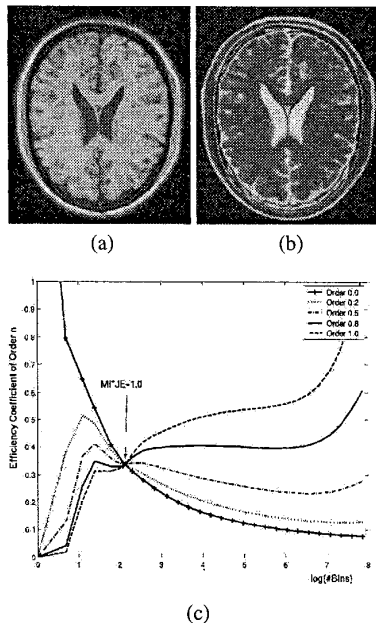 (a)
(b)
Order 0.0
Order 0.2
Order 0.5
Order 0.8
Order 1.0
MI*JE=1.0
Efficiency Coefficient of Order n
1
0.9
0.8
0.7
0.6
0.5
0.4
0.3
0.2
0.1
0
0
1
2
3
4
5
6
7
8
-log(#Bins)
(c)